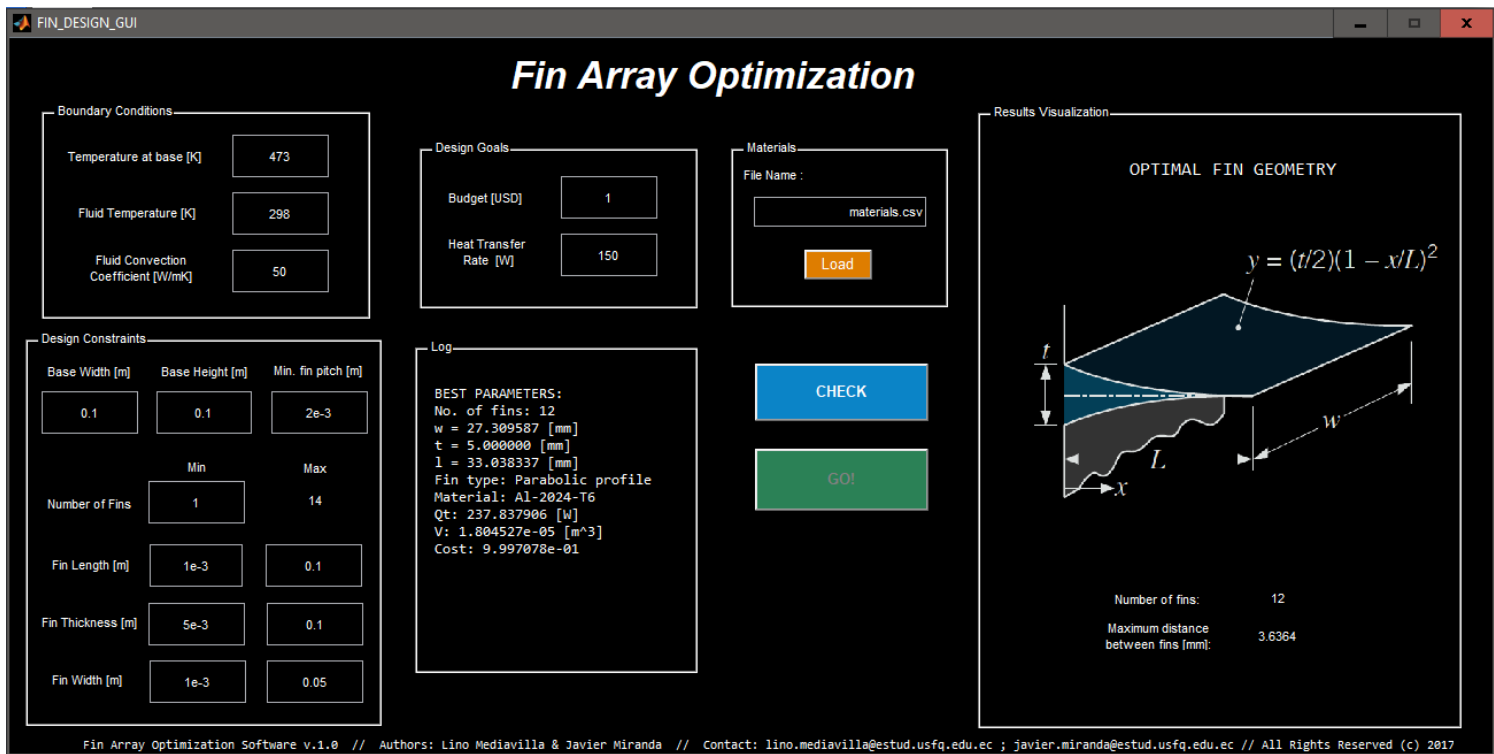 FIN_DESIGN_GUI
Fin Array Optimization
Boundary Conditions
Temperature at base [K] 473
Fluid Temperature [K] 298
Fluid Convection
Coefficient [W/mK] 50
Design Goals
Budget [USD] 1
Heat Transfer
Rate [W] 150
Materials
File Name :
materials.csv
Load
Design Constraints
Base Width [m] Base Height [m] Min. fin pitch [m]
0.1 0.1 2e-3
Min Max
Number of Fins 1 14
Fin Length [m] 1e-3 0.1
Fin Thickness [m] 5e-3 0.1
Fin Width [m] 1e-3 0.05
Log
BEST PARAMETERS:
No. of fins: 12
w = 27.309587 [mm]
t = 5.000000 [mm]
l = 33.038337 [mm]
Fin type: Parabolic profile
Material: Al-2024-T6
Qt: 237.837906 [W]
V: 1.804527e-05 [m^3]
Cost: 9.997078e-01
CHECK
GO!
Results Visualization
OPTIMAL FIN GEOMETRY
y = (t/2)(1 − x/L)²
t
w
L
x
Number of fins: 12
Maximum distance
between fins [mm]: 3.6364
Fin Array Optimization Software v.1.0 // Authors: Lino Mediavilla & Javier Miranda // Contact: lino.mediavilla@estud.usfq.edu.ec ; javier.miranda@estud.usfq.edu.ec // All Rights Reserved (c) 2017